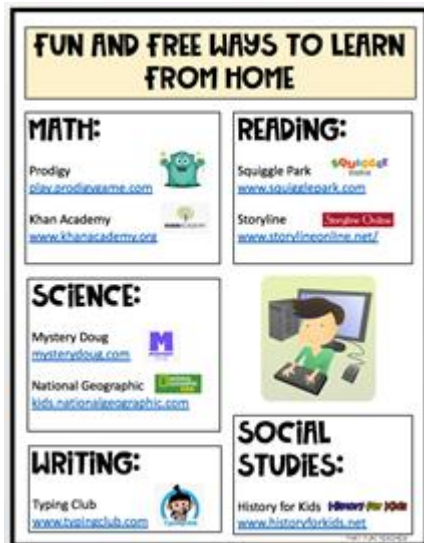 FUN AND FREE WAYS TO LEARN
FROM HOME
MATH:
Prodigy
play.prodigygame.com
Khan Academy
www.khanacademy.org
READING:
Squiggle Park
www.squigglepark.com
Storyline
Storyline Online
www.storylineonline.net/
SCIENCE:
Mystery Doug
mysterydoug.com
National Geographic
kids.nationalgeographic.com
WRITING:
Typing Club
www.typingclub.com
SOCIAL
STUDIES:
History for Kids
History For Kids
www.historyforkids.net